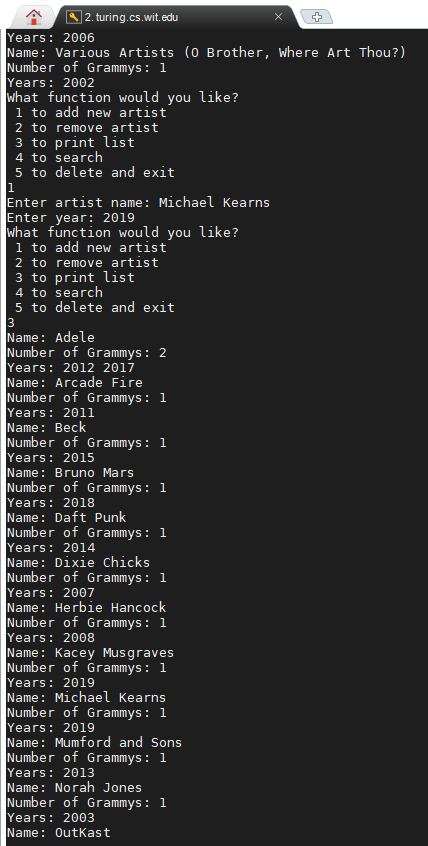 2. turing.cs.wit.edu
Years: 2006
Name: Various Artists (O Brother, Where Art Thou?)
Number of Grammys: 1
Years: 2002
What function would you like?
 1 to add new artist
 2 to remove artist
 3 to print list
 4 to search
 5 to delete and exit
1
Enter artist name: Michael Kearns
Enter year: 2019
What function would you like?
 1 to add new artist
 2 to remove artist
 3 to print list
 4 to search
 5 to delete and exit
3
Name: Adele
Number of Grammys: 2
Years: 2012 2017
Name: Arcade Fire
Number of Grammys: 1
Years: 2011
Name: Beck
Number of Grammys: 1
Years: 2015
Name: Bruno Mars
Number of Grammys: 1
Years: 2018
Name: Daft Punk
Number of Grammys: 1
Years: 2014
Name: Dixie Chicks
Number of Grammys: 1
Years: 2007
Name: Herbie Hancock
Number of Grammys: 1
Years: 2008
Name: Kacey Musgraves
Number of Grammys: 1
Years: 2019
Name: Michael Kearns
Number of Grammys: 1
Years: 2019
Name: Mumford and Sons
Number of Grammys: 1
Years: 2013
Name: Norah Jones
Number of Grammys: 1
Years: 2003
Name: OutKast